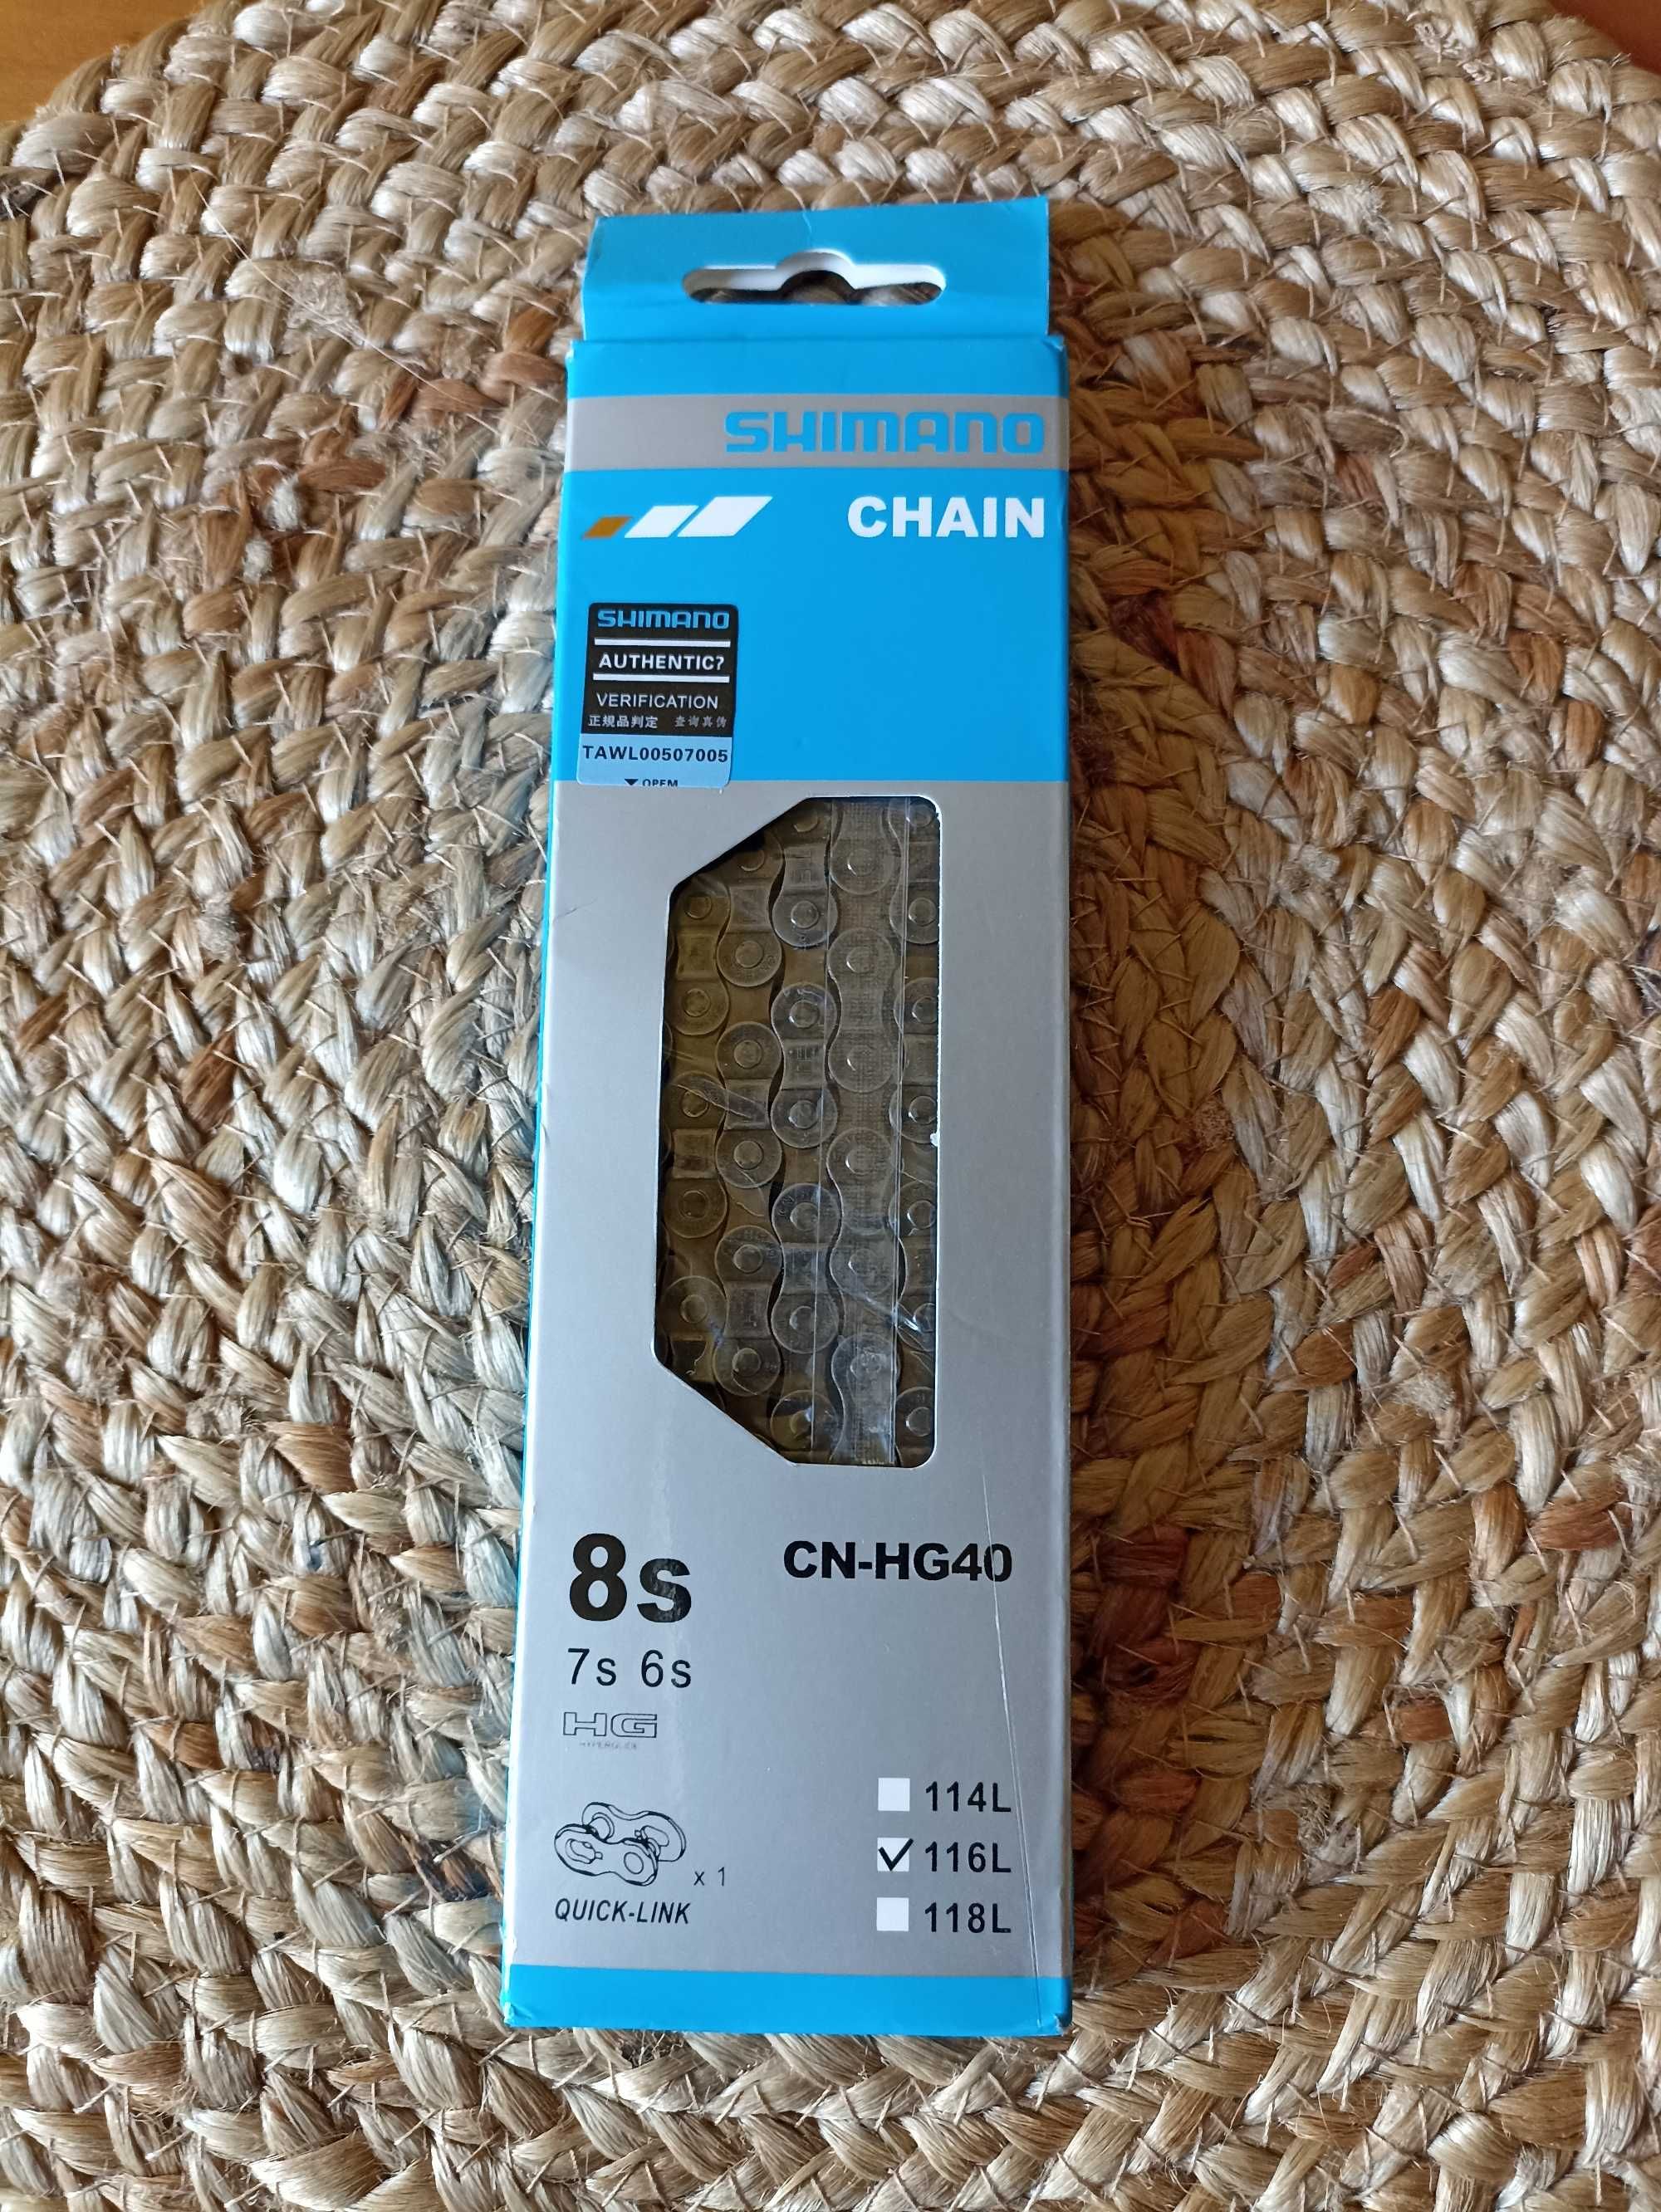 SHIMANO
CHAIN
SHIMANO
AUTHENTIC?
VERIFICATION
正規品判定 查询真伪
TAWL00507005
▼ OPEM
8s
CN-HG40
7s 6s
HG
114L
116L
x 1
QUICK-LINK
118L